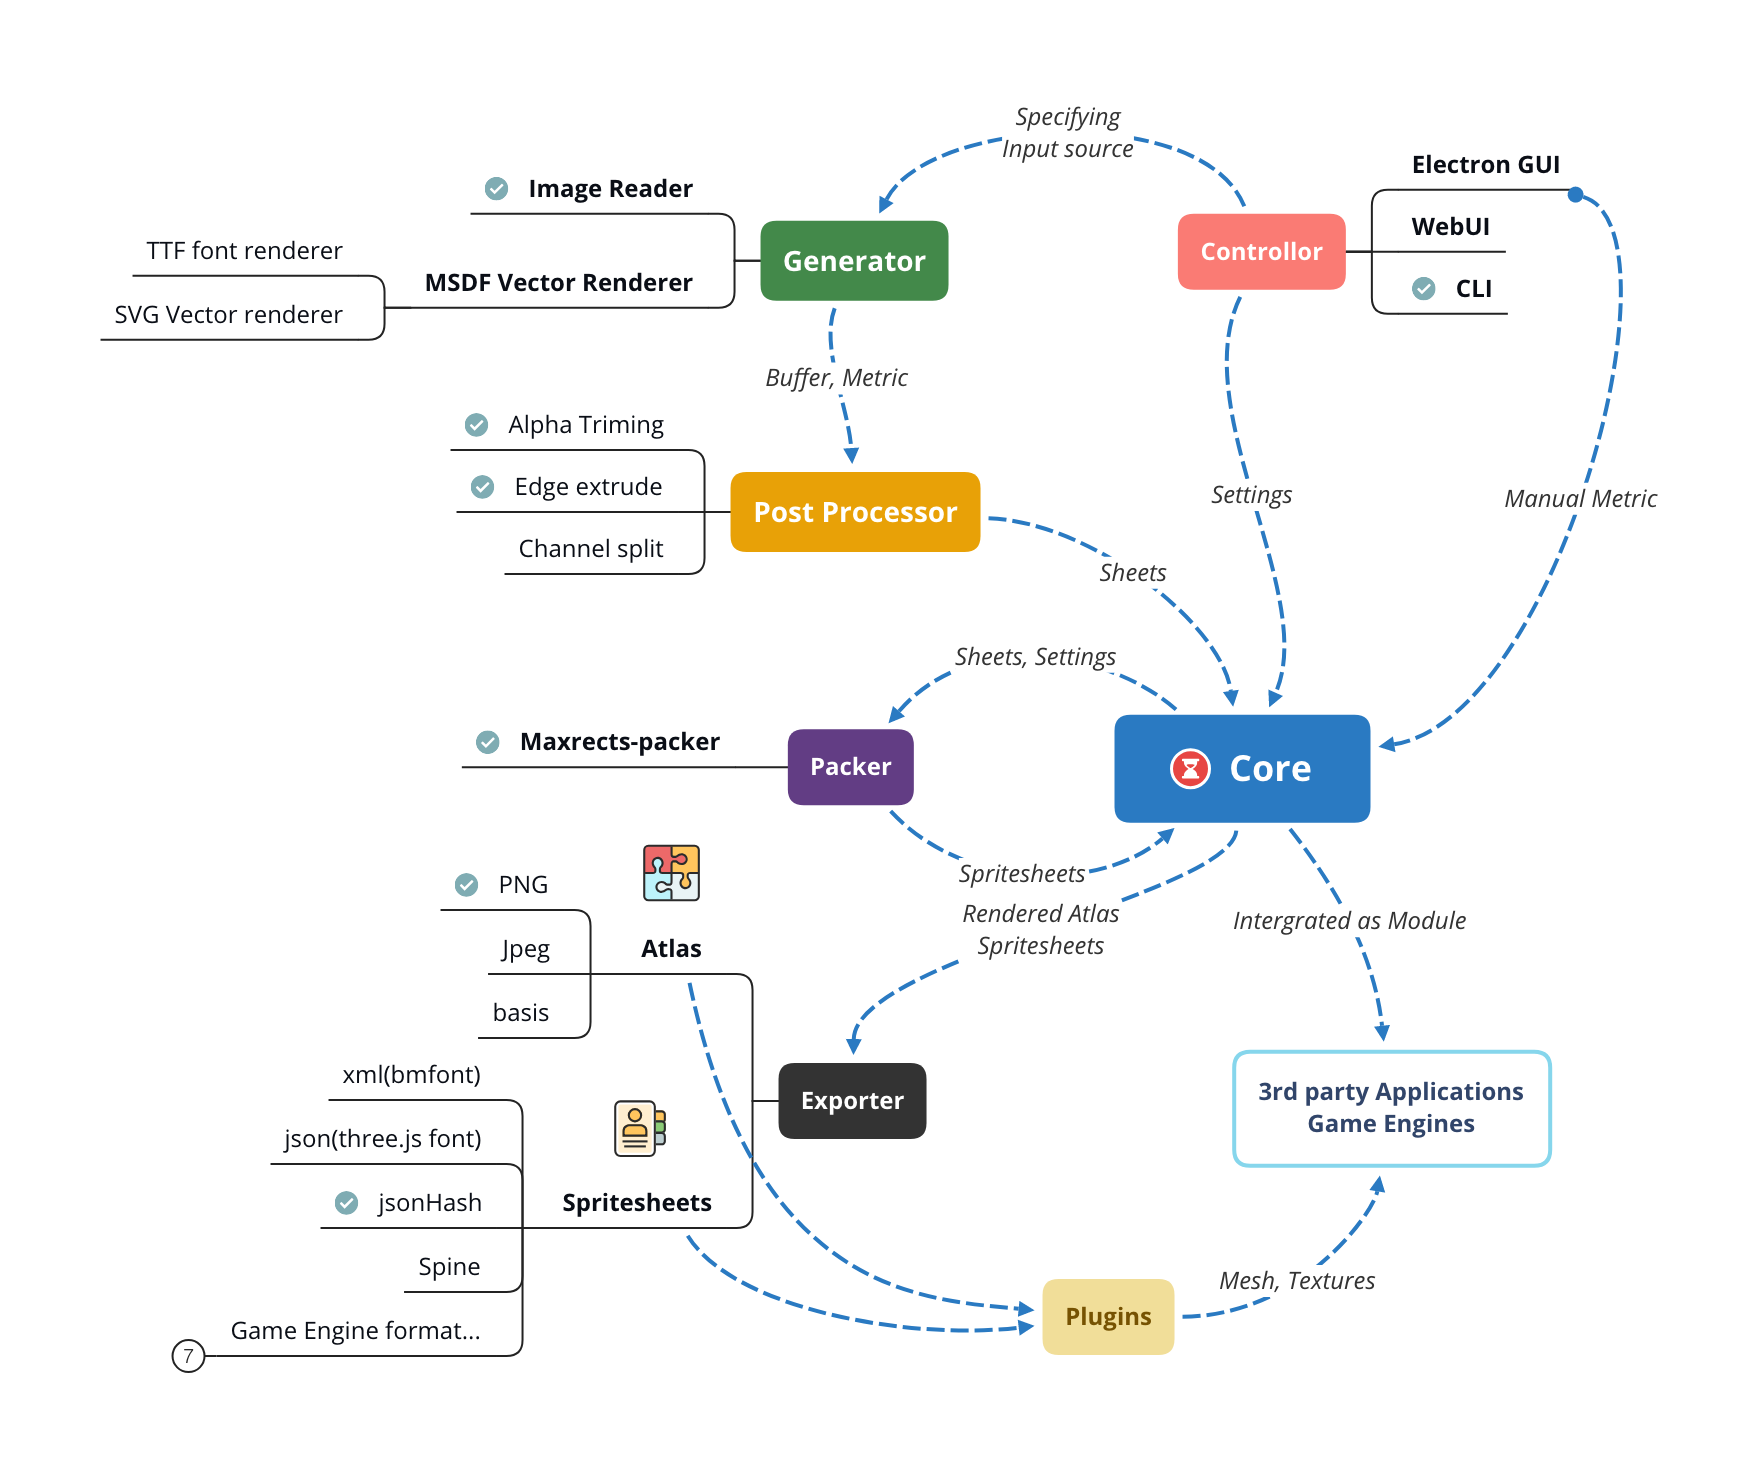 Specifying
Input source
Electron GUI
Image Reader
WebUI
TTF font renderer
Generator
Controllor
MSDF Vector Renderer
CLI
SVG Vector renderer
Buffer, Metric
Alpha Triming
Edge extrude
Settings
Manual Metric
Post Processor
Channel split
Sheets
Sheets, Settings
Maxrects-packer
Packer
Core
Spritesheets
PNG
Rendered Atlas
Spritesheets
Intergrated as Module
Jpeg
Atlas
basis
xml(bmfont)
Exporter
3rd party Applications
Game Engines
json(three.js font)
jsonHash
Spritesheets
Spine
Mesh, Textures
Plugins
Game Engine format...
7